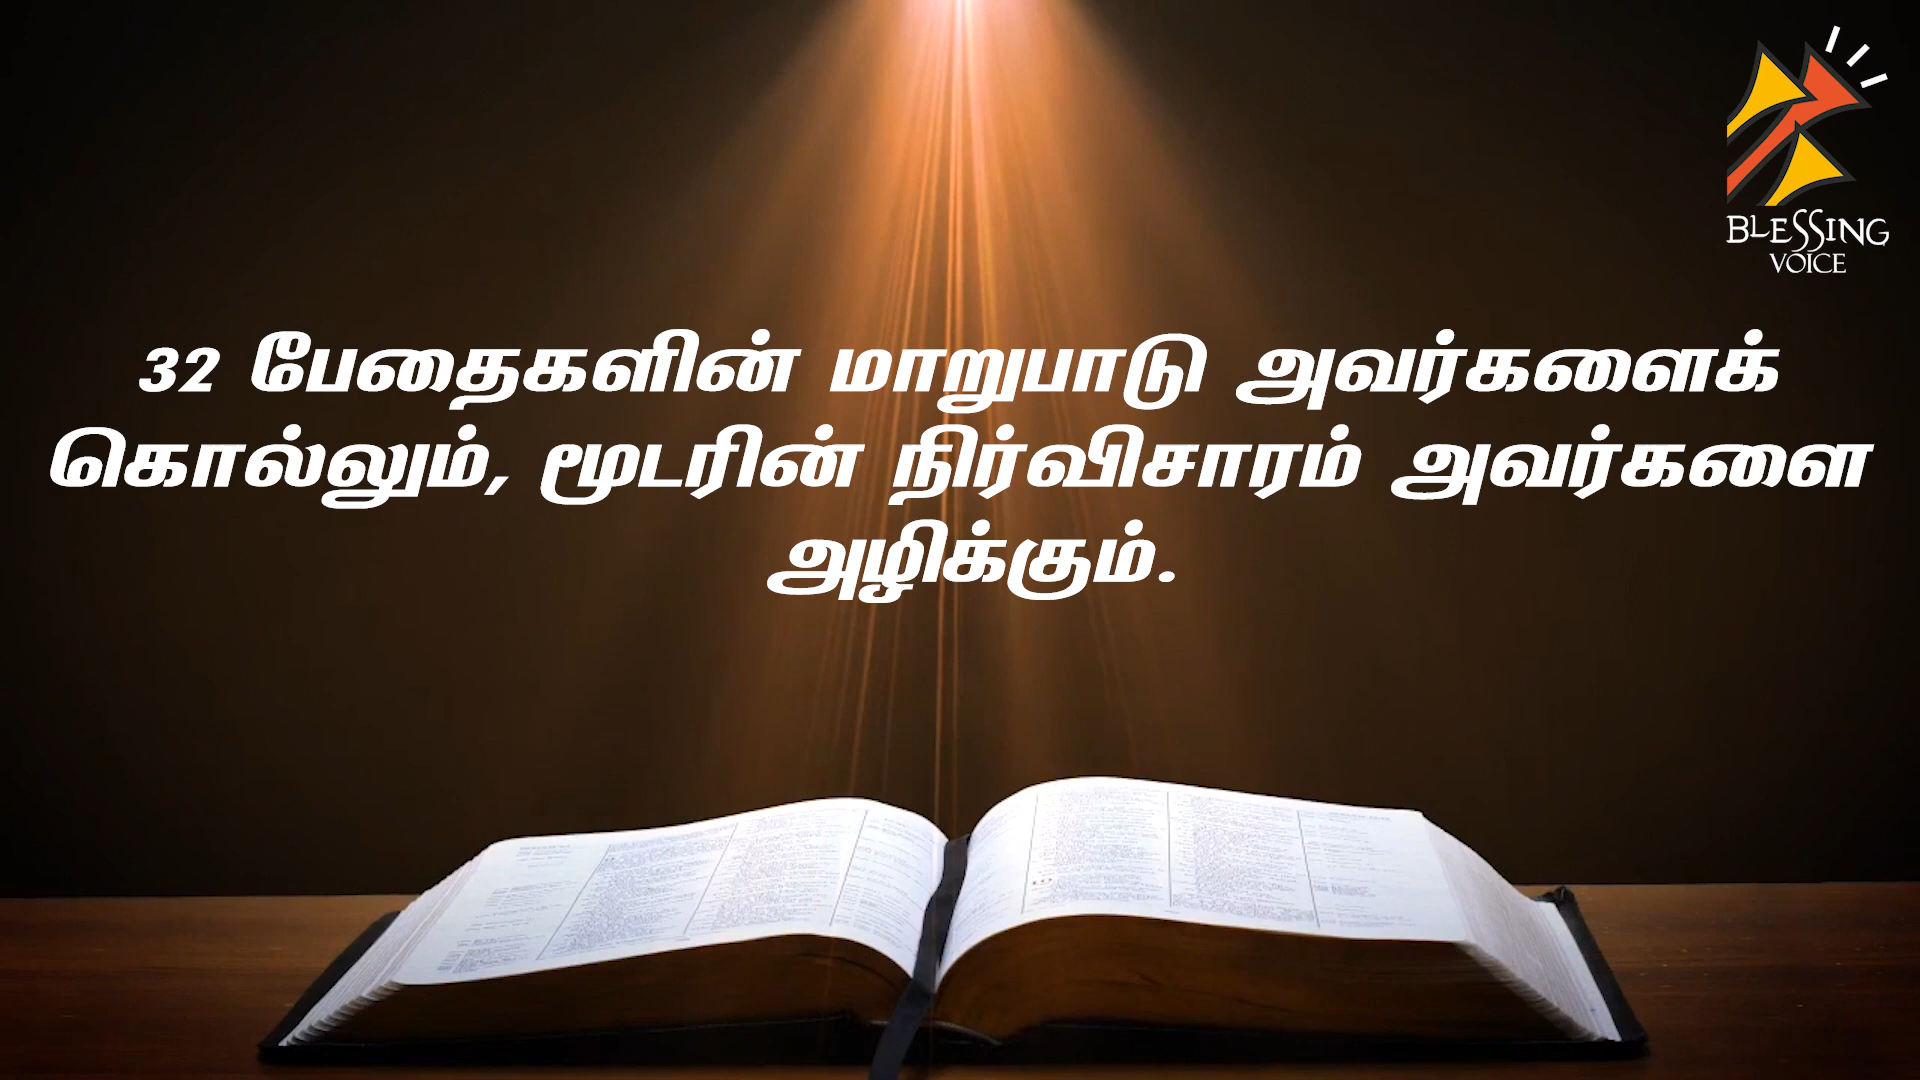 32 பேதைகளின் மாறுபாடு அவர்களைக்
கொல்லும், மூடரின் நிர்விசாரம் அவர்களை
அழிக்கும்.
BLESSING
VOICE